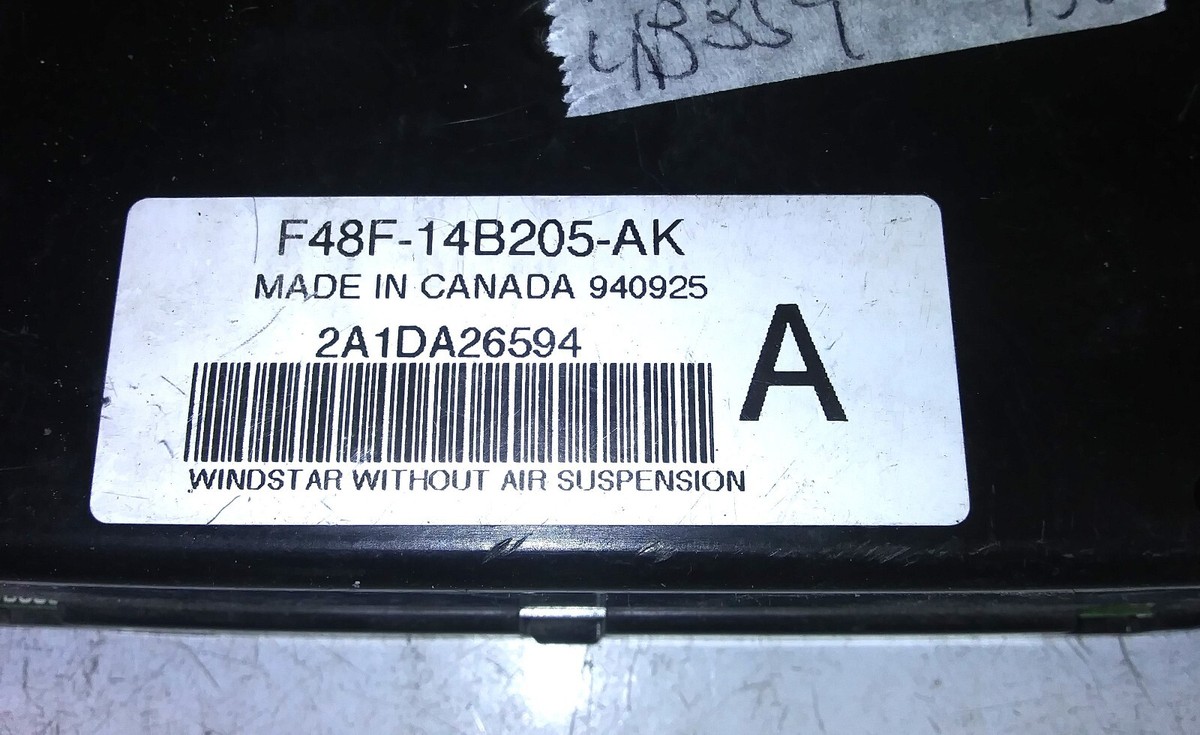 F48F-14B205-AK
MADE IN CANADA 940925
2A1DA26594
A
WINDSTAR WITHOUT AIR SUSPENSION